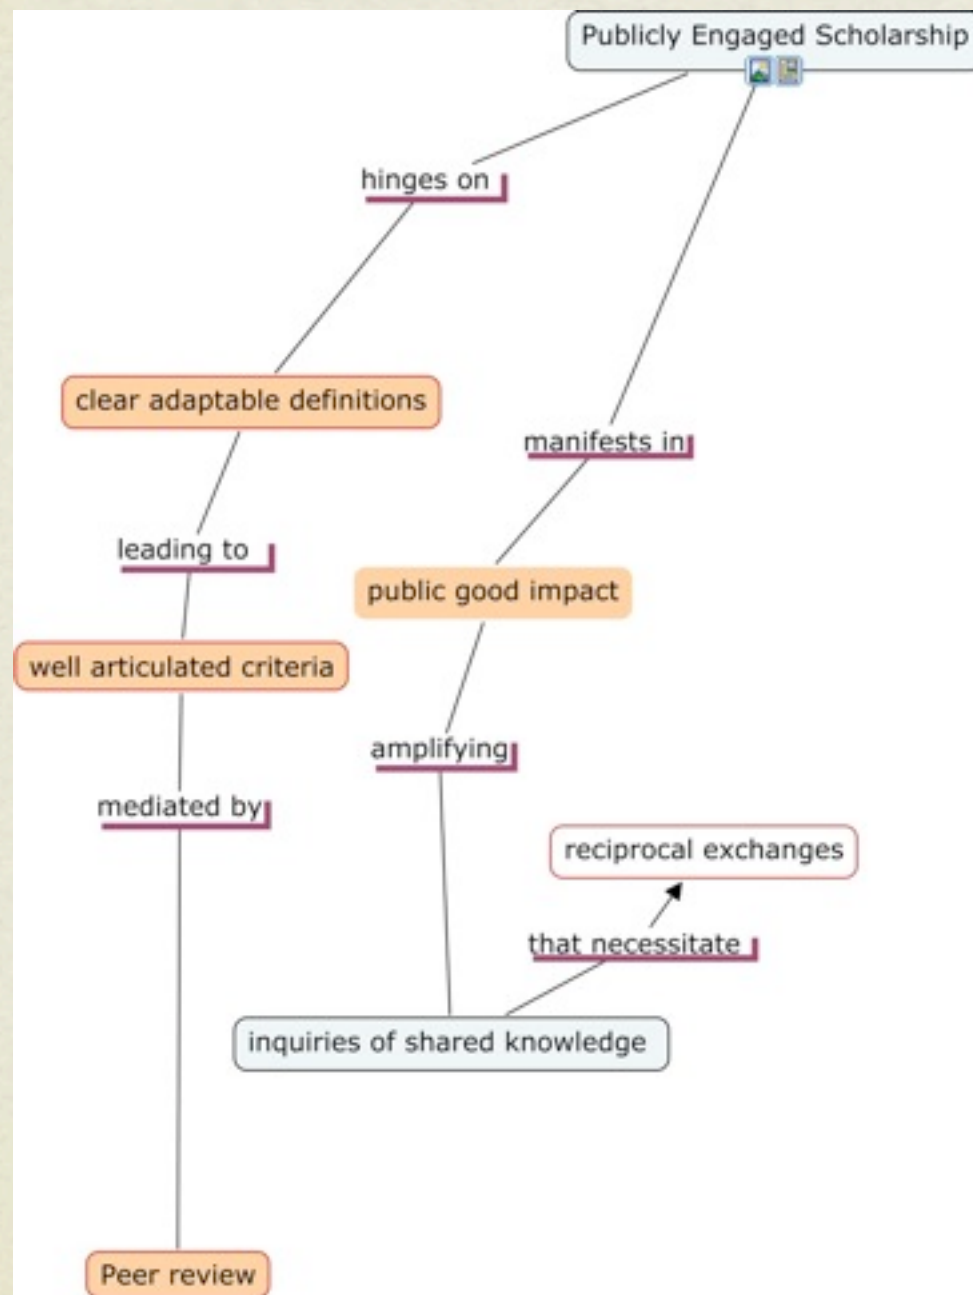 Publicly Engaged Scholarship
hinges on
clear adaptable definitions
manifests in
leading to
public good impact
well articulated criteria
amplifying
mediated by
reciprocal exchanges
that necessitate
inquiries of shared knowledge
Peer review